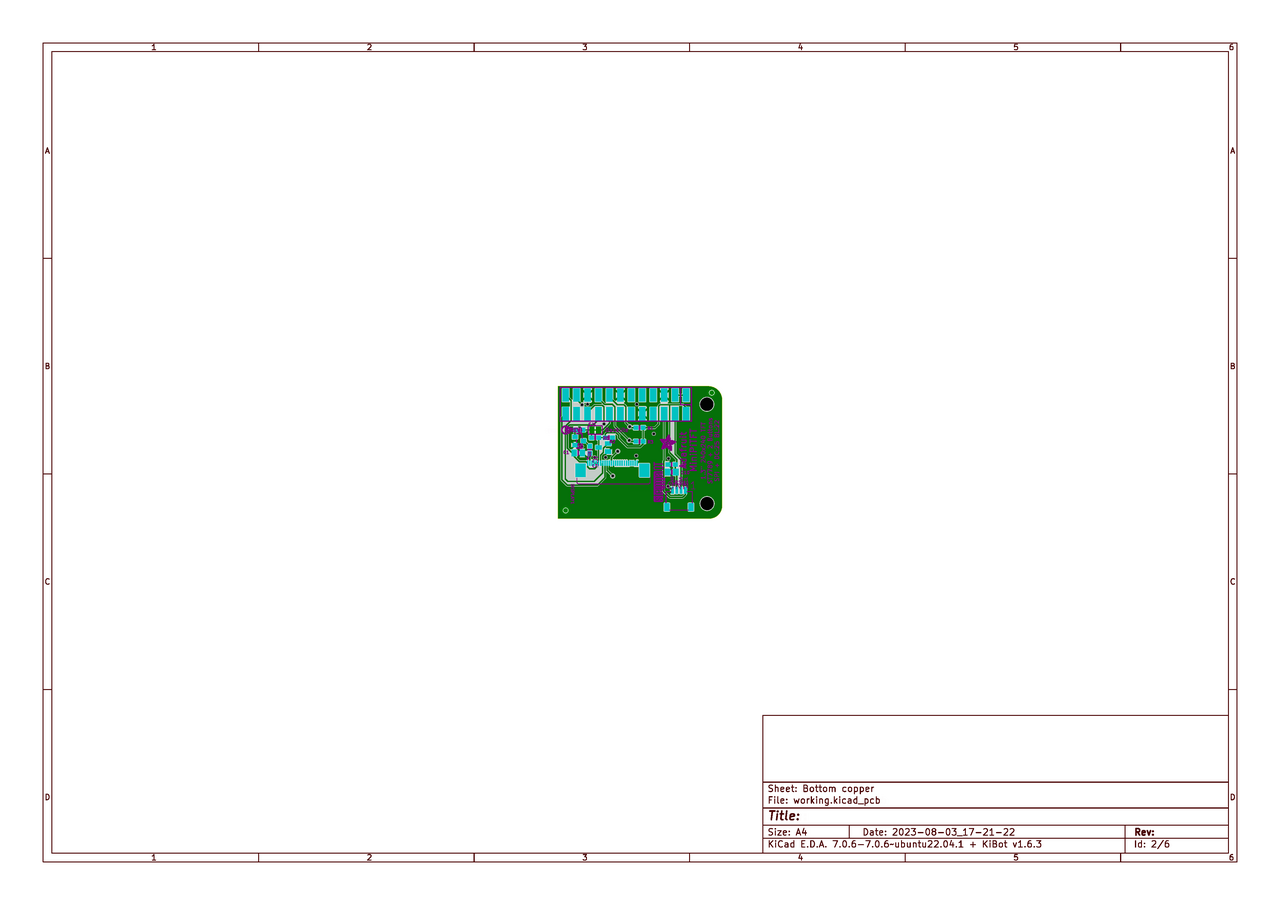 1 2 3 4 5 6
A A
B B
C C
D D
Sheet: Bottom copper
File: working.kicad_pcb
Title:
Size: A4 Date: 2023-08-03_17-21-22 Rev:
KiCad E.D.A. 7.0.6-7.0.6~ubuntu22.04.1 + KiBot v1.6.3 Id: 2/6
1 2 3 4 5 6